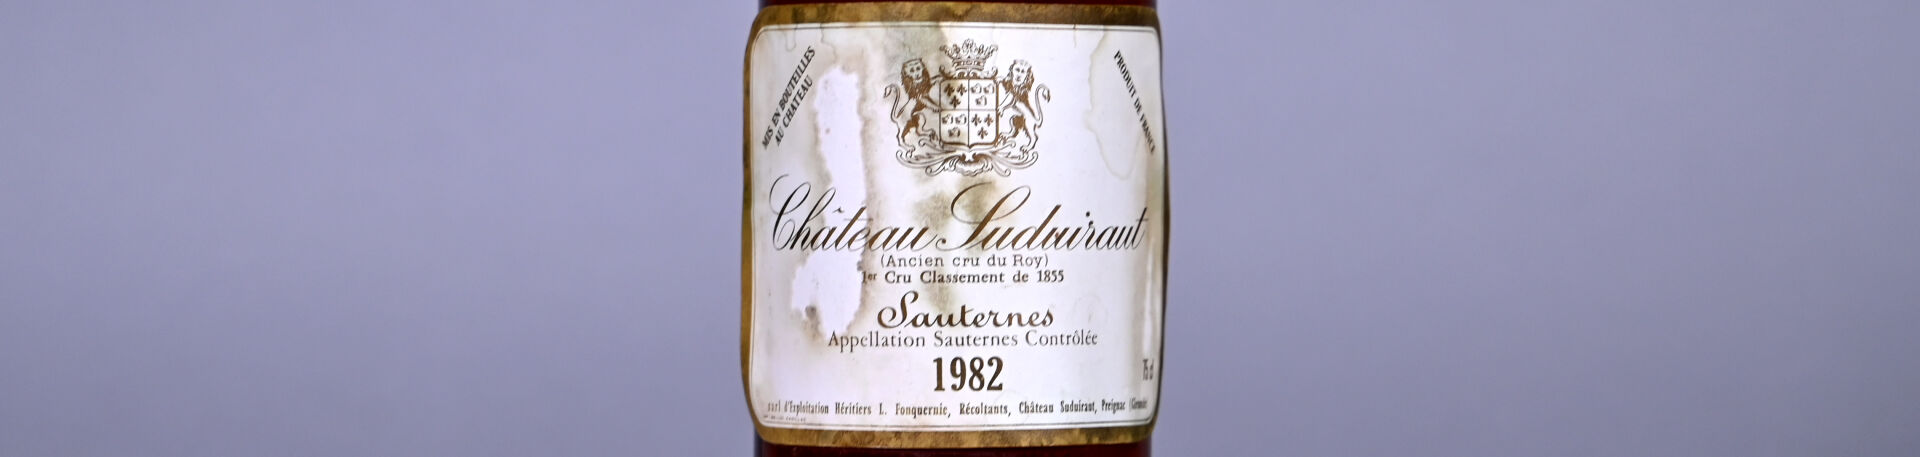 MIS EN BOUTEILLES
AU CHATEAU
PRODUIT DE FRANCE
Château Suduiraut
(Ancien cru du Roy)
1er Cru Classement de 1855
Sauternes
Appellation Sauternes Contrôlée
1982
75 cl
sarl d'Exploitation Héritiers L. Fonquernie, Récoltants, Château Suduiraut, Preignac